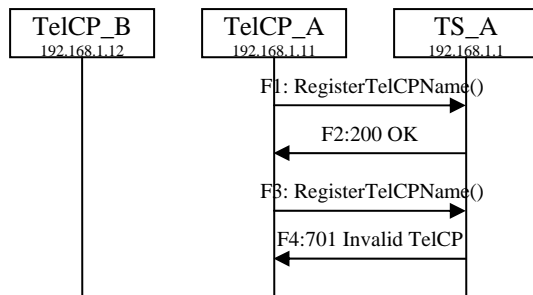 TelCP_B
192.168.1.12
TelCP_A
192.168.1.11
TS_A
192.168.1.1
F1: RegisterTelCPName()
F2:200 OK
F3: RegisterTelCPName()
F4:701 Invalid TelCP